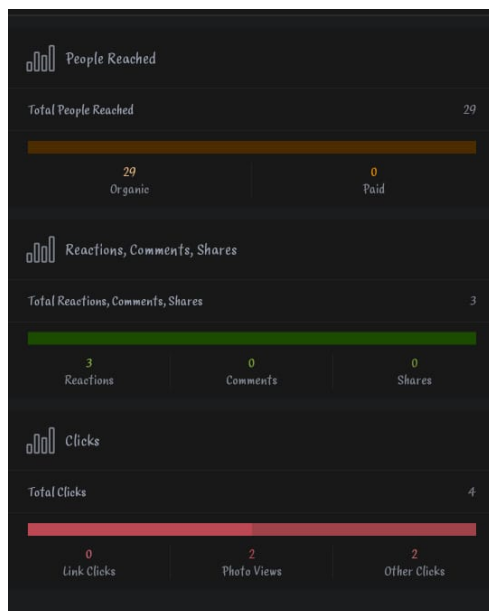 People Reached
Total People Reached 29
29 0
Organic Paid
Reactions, Comments, Shares
Total Reactions, Comments, Shares 3
3 0 0
Reactions Comments Shares
Clicks
Total Clicks 4
0 2 2
Link Clicks Photo Views Other Clicks